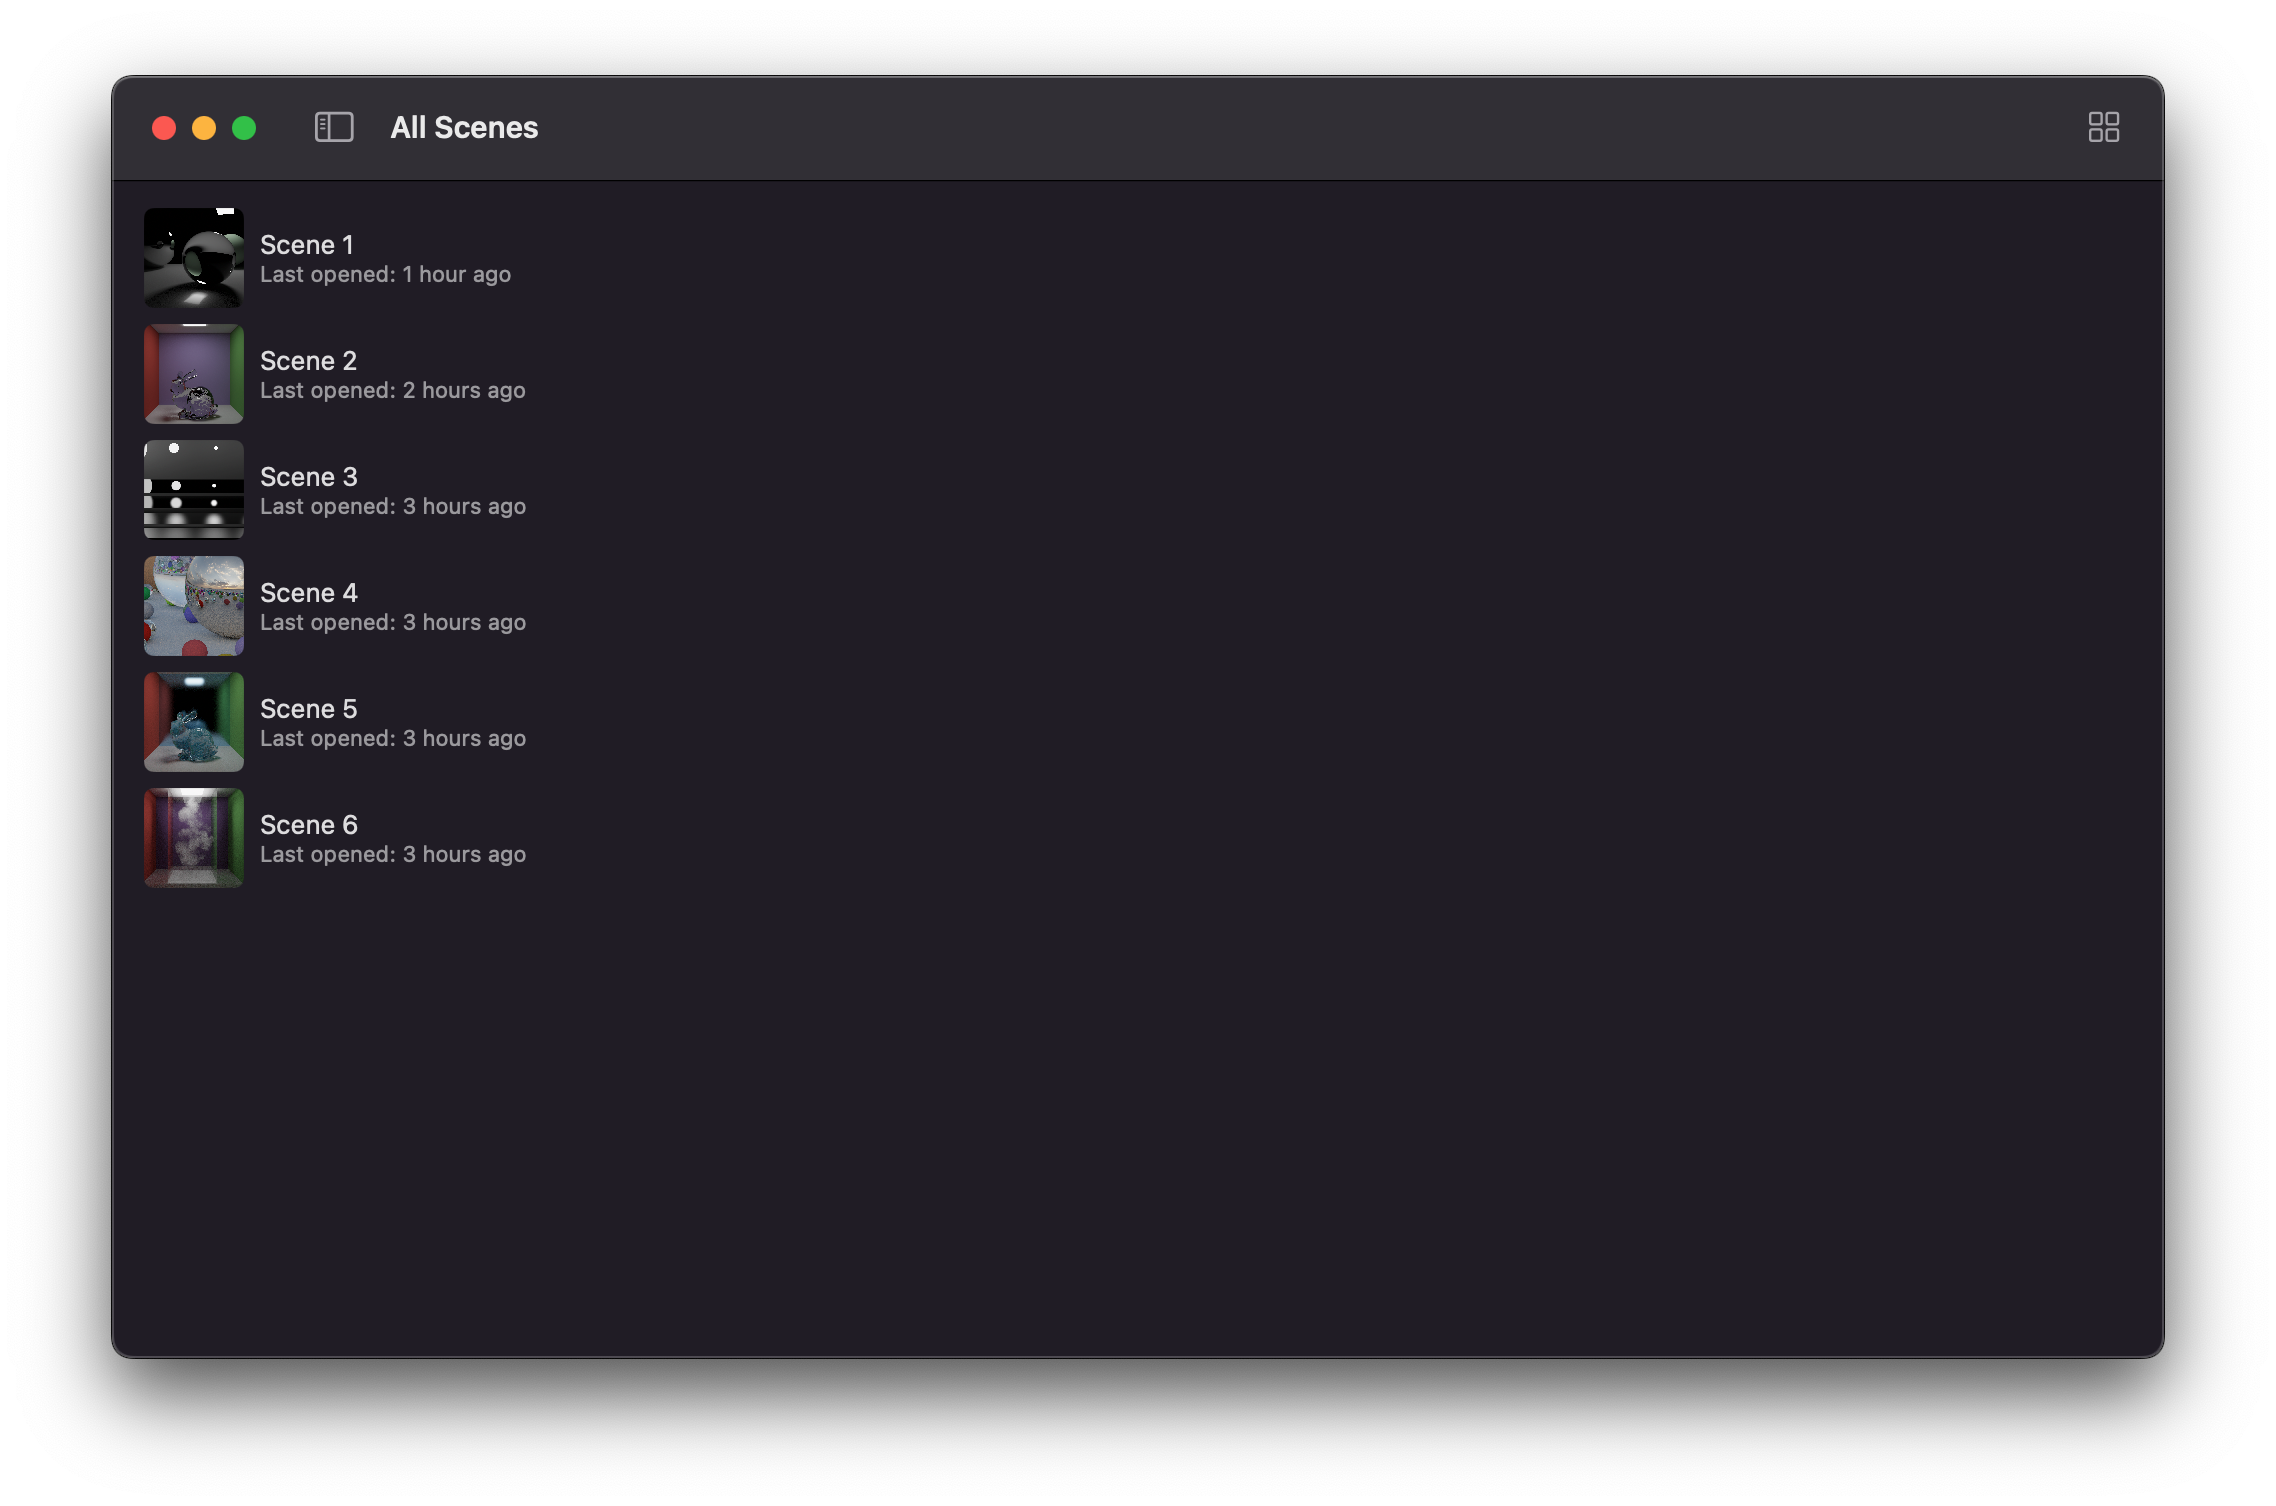 All Scenes
Scene 1
Last opened: 1 hour ago
Scene 2
Last opened: 2 hours ago
Scene 3
Last opened: 3 hours ago
Scene 4
Last opened: 3 hours ago
Scene 5
Last opened: 3 hours ago
Scene 6
Last opened: 3 hours ago